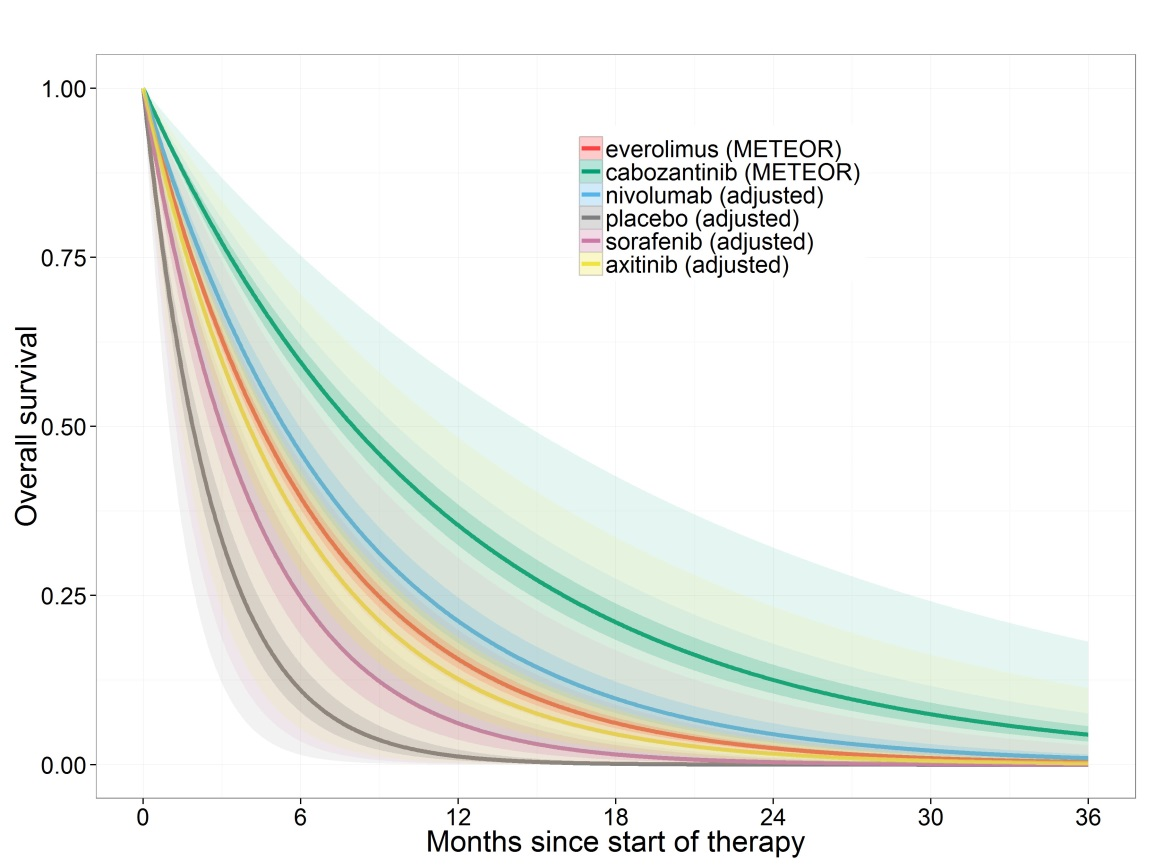 Overall survival
1.00
0.75
0.50
0.25
0.00
everolimus (METEOR)
cabozantinib (METEOR)
nivolumab (adjusted)
placebo (adjusted)
sorafenib (adjusted)
axitinib (adjusted)
0 6 12 18 24 30 36
Months since start of therapy